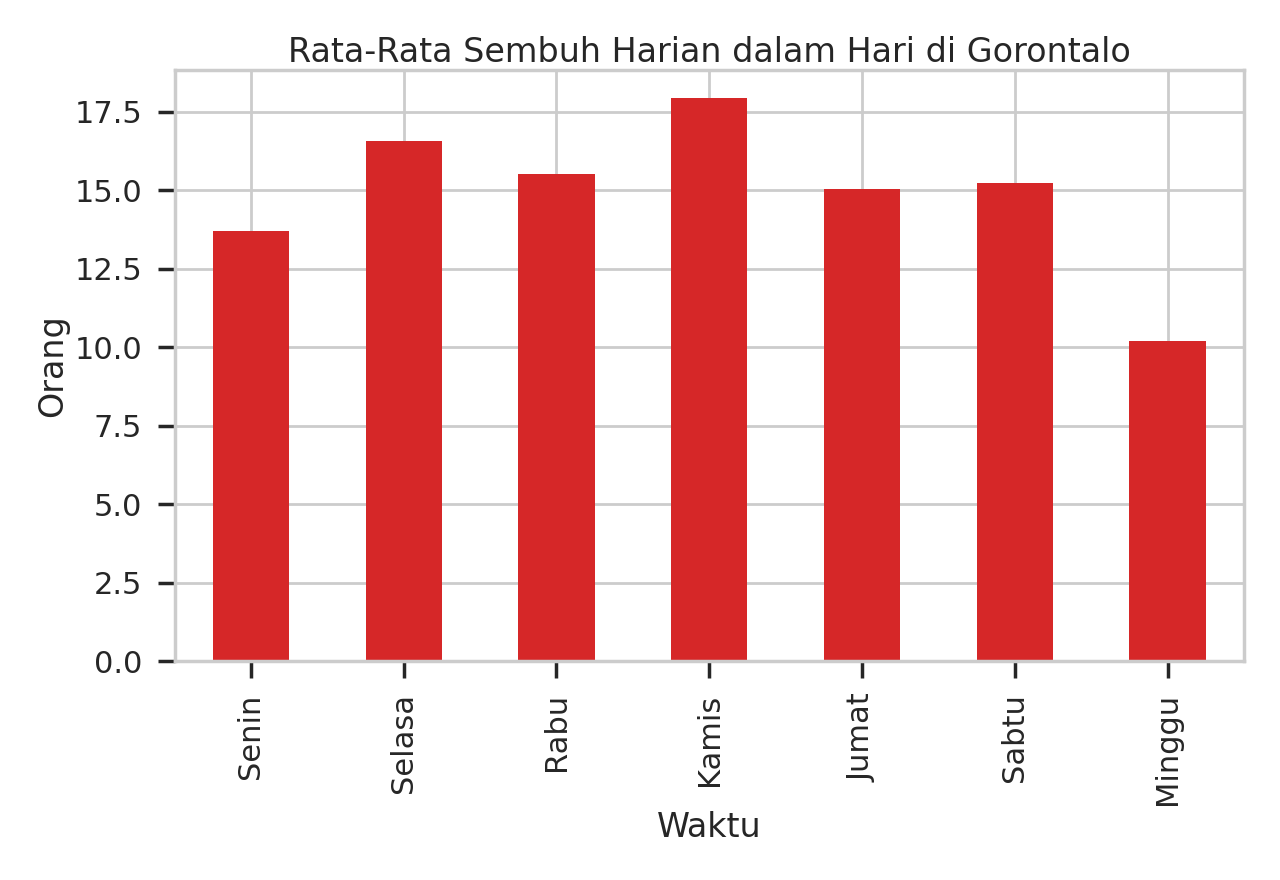 Rata-Rata Sembuh Harian dalam Hari di Gorontalo
17.5
15.0
12.5
10.0
7.5
5.0
2.5
0.0
Orang
Senin
Selasa
Rabu
Kamis
Jumat
Sabtu
Minggu
Waktu